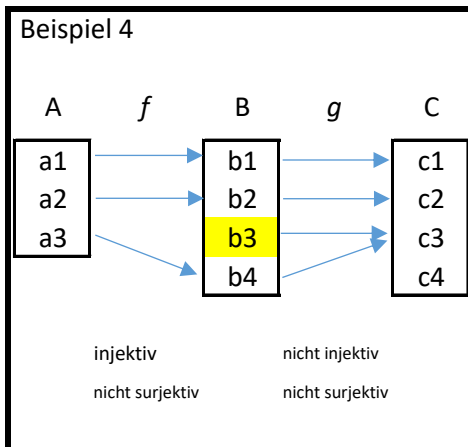 Beispiel 4
A f B g C
a1 b1 c1
a2 b2 c2
a3 b3 c3
b4 c4
injektiv nicht injektiv
nicht surjektiv nicht surjektiv